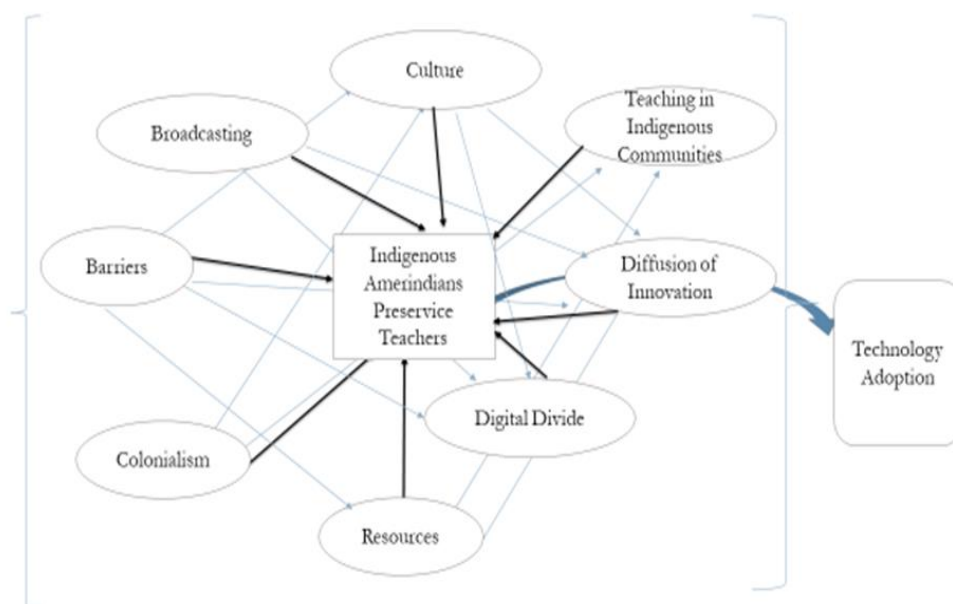 Culture
Teaching in
Indigenous
Communities
Broadcasting
Indigenous
Amerindians
Preservice
Teachers
Barriers
Diffusion of
Innovation
Technology
Adoption
Digital Divide
Colonialism
Resources